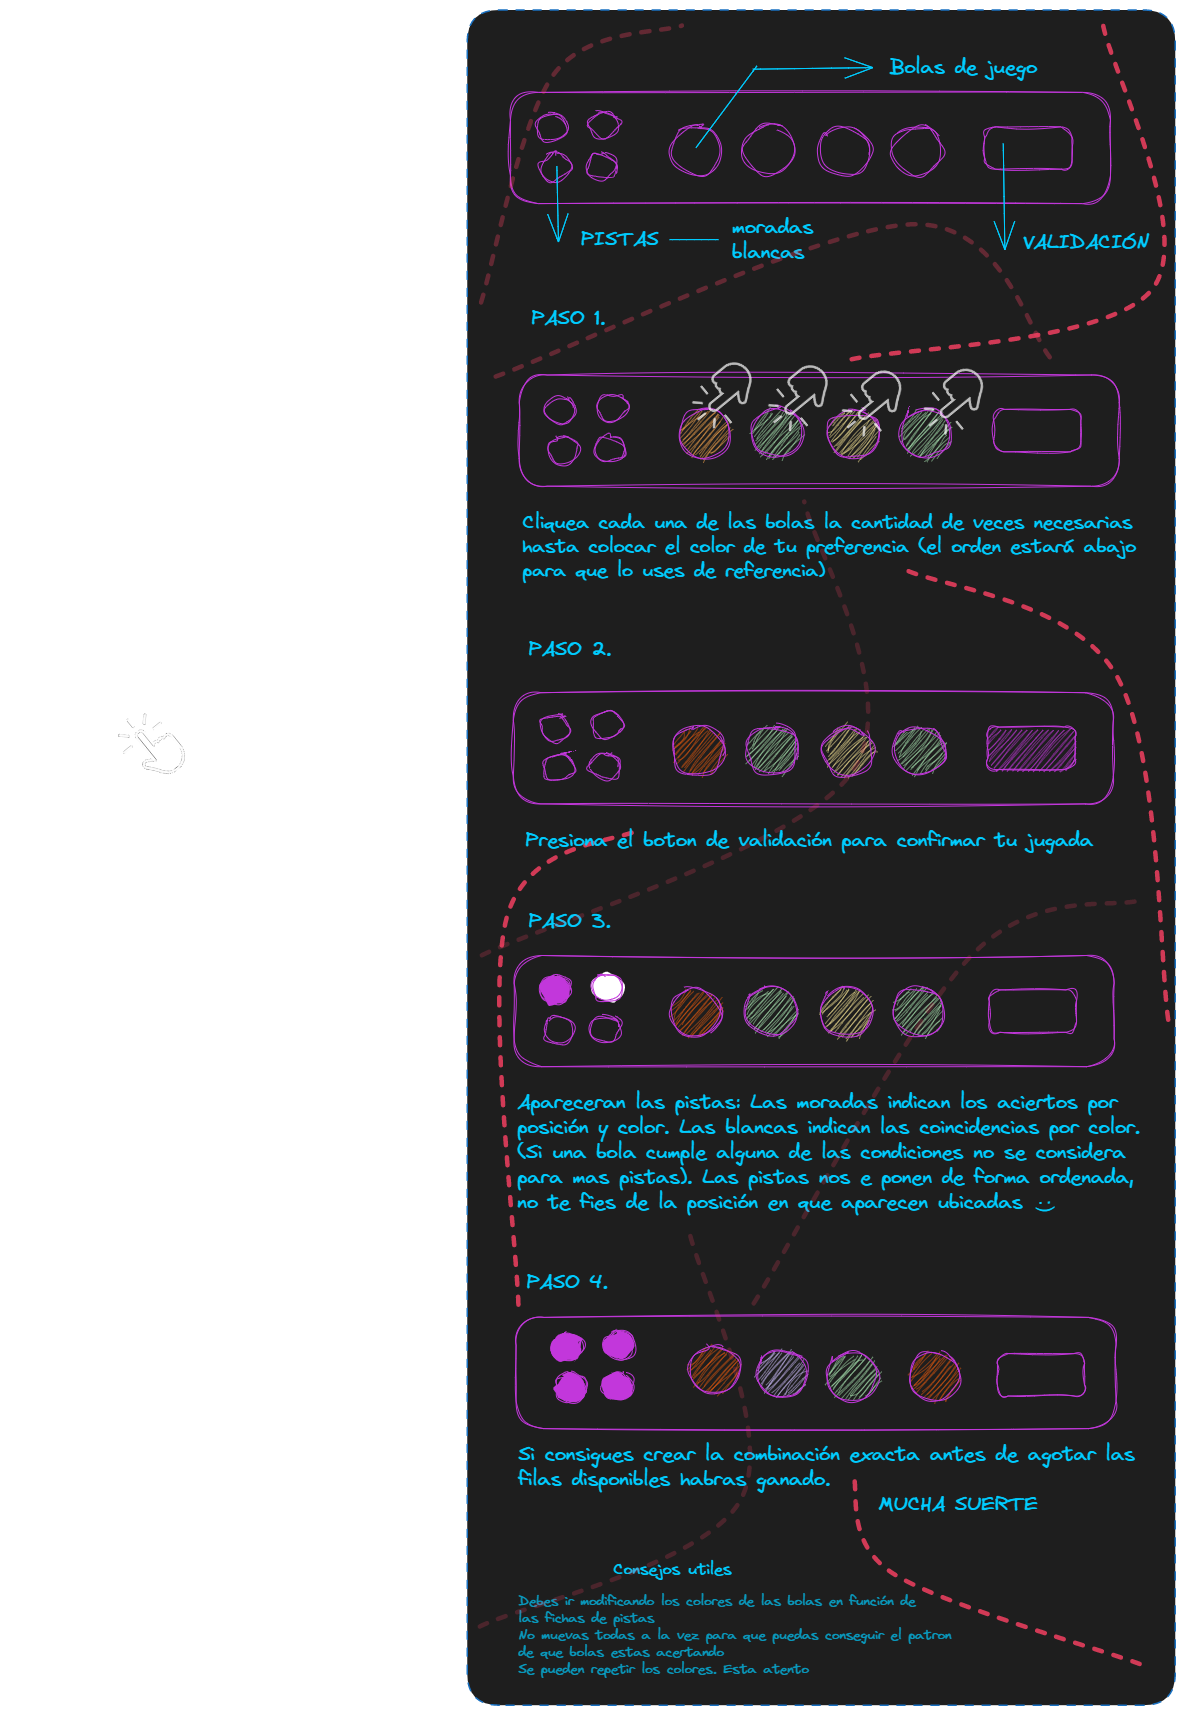 Bolas de juego
PISTAS
moradas
blancas
VALIDACIÓN
PASO 1.
Cliquea cada una de las bolas la cantidad de veces necesarias
hasta colocar el color de tu preferencia (el orden estará abajo
para que lo uses de referencia)
PASO 2.
Presiona el boton de validación para confirmar tu jugada
PASO 3.
Apareceran las pistas: Las moradas indican los aciertos por
posición y color. Las blancas indican las coincidencias por color.
(Si una bola cumple alguna de las condiciones no se considera
para mas pistas). Las pistas nos e ponen de forma ordenada,
no te fies de la posición en que aparecen ubicadas :)
PASO 4.
Si consigues crear la combinación exacta antes de agotar las
filas disponibles habras ganado.
MUCHA SUERTE
Consejos utiles
Debes ir modificando los colores de las bolas en función de
las fichas de pistas
No muevas todas a la vez para que puedas conseguir el patron
de que bolas estas acertando
Se pueden repetir los colores. Esta atento